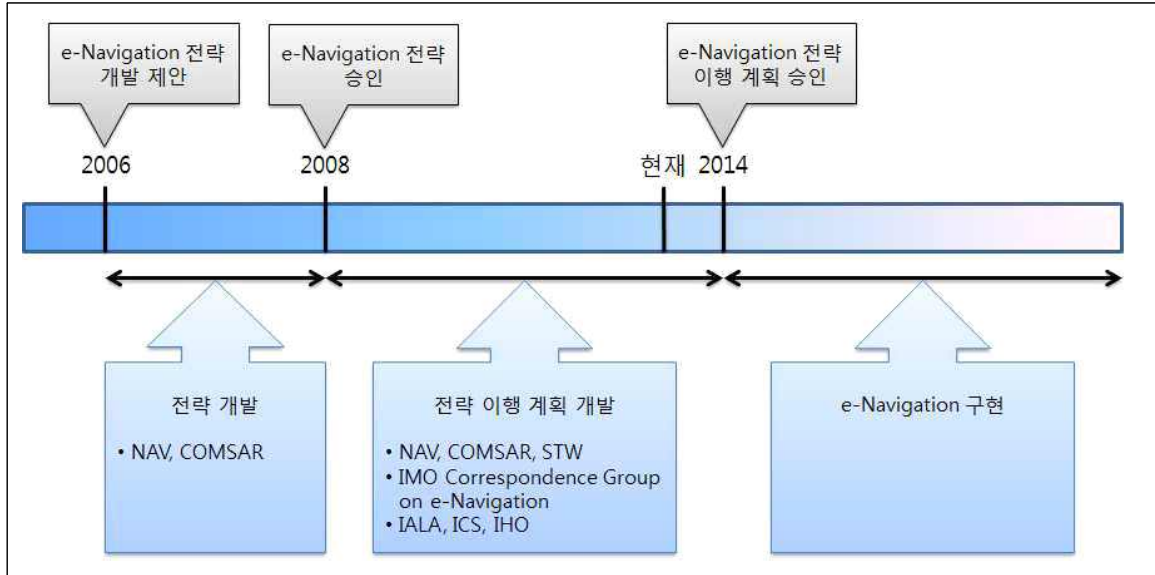 e-Navigation 전략
개발 제안
e-Navigation 전략
승인
e-Navigation 전략
이행 계획 승인
2006
2008
현재 2014
전략 개발
• NAV, COMSAR
전략 이행 계획 개발
• NAV, COMSAR, STW
• IMO Correspondence Group
on e-Navigation
• IALA, ICS, IHO
e-Navigation 구현